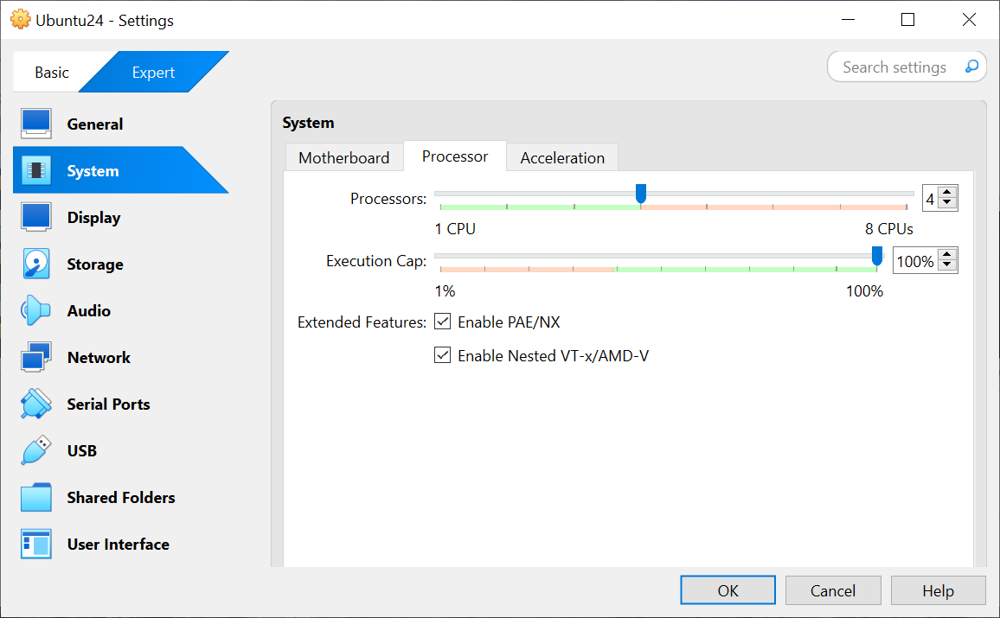 Ubuntu24 - Settings
Basic
Expert
Search settings
General
System
Display
Storage
Audio
Network
Serial Ports
USB
Shared Folders
User Interface
System
Motherboard
Processor
Acceleration
Processors:
4
1 CPU
8 CPUs
Execution Cap:
100%
1%
100%
Extended Features:
Enable PAE/NX
Enable Nested VT-x/AMD-V
OK
Cancel
Help